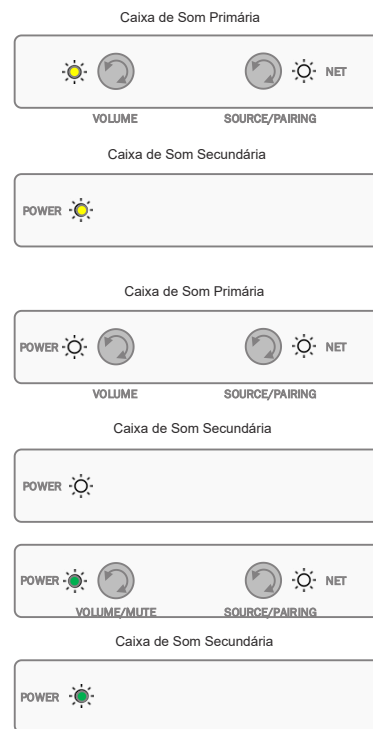 Caixa de Som Primária
NET
VOLUME SOURCE/PAIRING
Caixa de Som Secundária
POWER
Caixa de Som Primária
POWER NET
VOLUME SOURCE/PAIRING
Caixa de Som Secundária
POWER
POWER NET
VOLUME/MUTE SOURCE/PAIRING
Caixa de Som Secundária
POWER